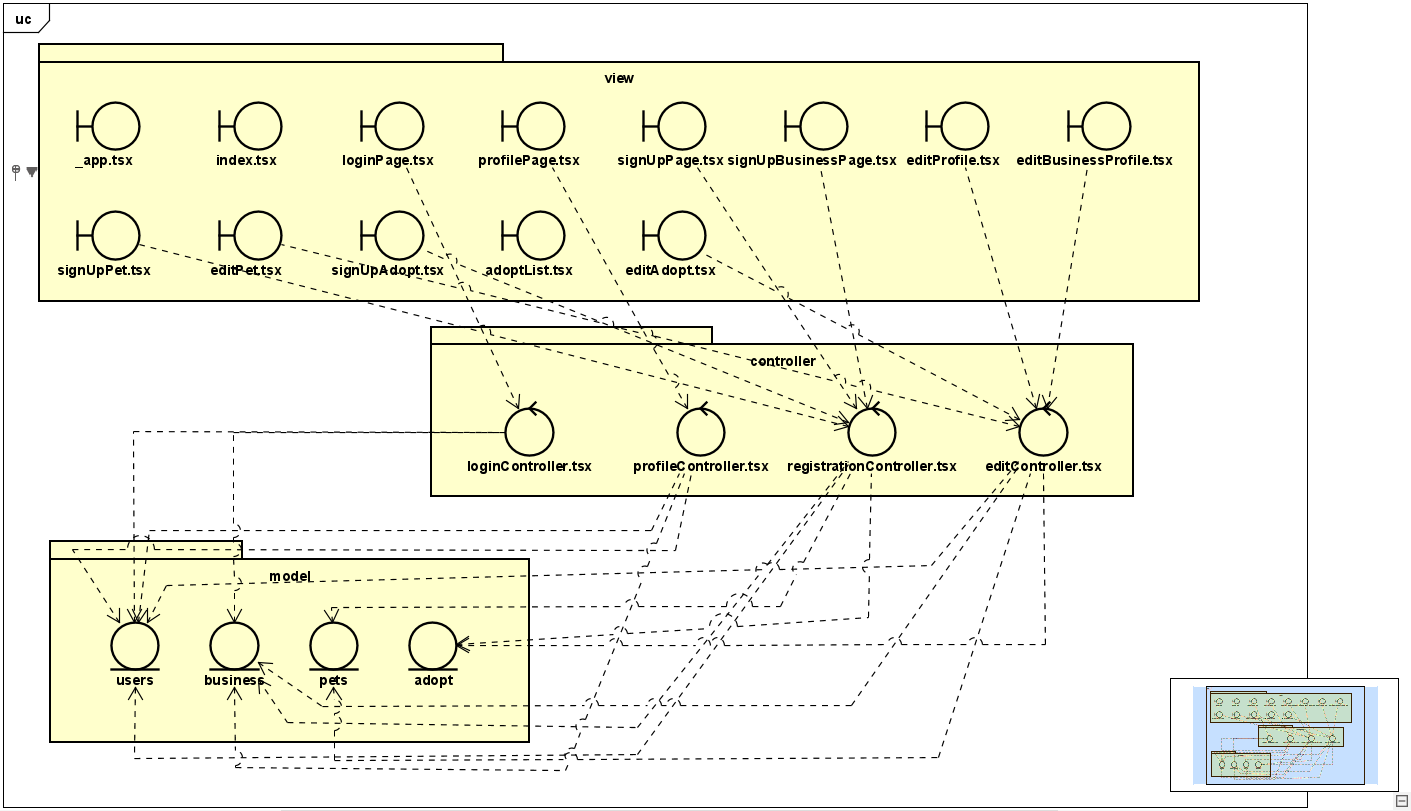 uc
view
_app.tsx
index.tsx
loginPage.tsx
profilePage.tsx
signUpPage.tsx
signUpBusinessPage.tsx
editProfile.tsx
editBusinessProfile.tsx
signUpPet.tsx
editPet.tsx
signUpAdopt.tsx
adoptList.tsx
editAdopt.tsx
controller
loginController.tsx
profileController.tsx
registrationController.tsx
editController.tsx
model
users
business
pets
adopt